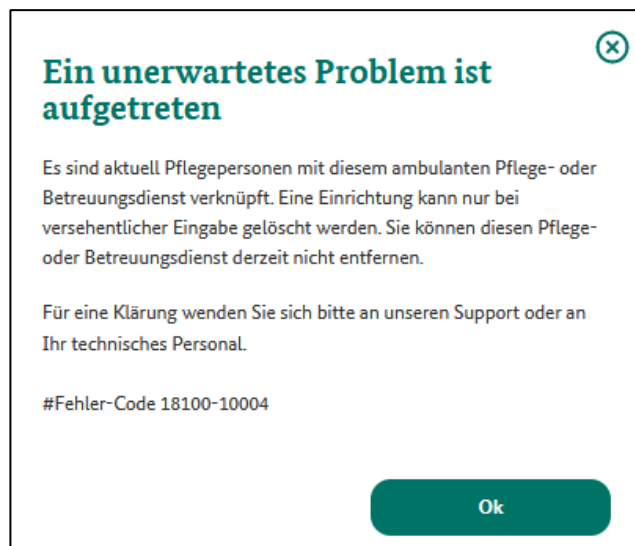 Ein unerwartetes Problem ist
aufgetreten
Es sind aktuell Pflegepersonen mit diesem ambulanten Pflege- oder
Betreuungsdienst verknüpft. Eine Einrichtung kann nur bei
versehentlicher Eingabe gelöscht werden. Sie können diesen Pflege-
oder Betreuungsdienst derzeit nicht entfernen.
Für eine Klärung wenden Sie sich bitte an unseren Support oder an
Ihr technisches Personal.
#Fehler-Code 18100-10004
Ok